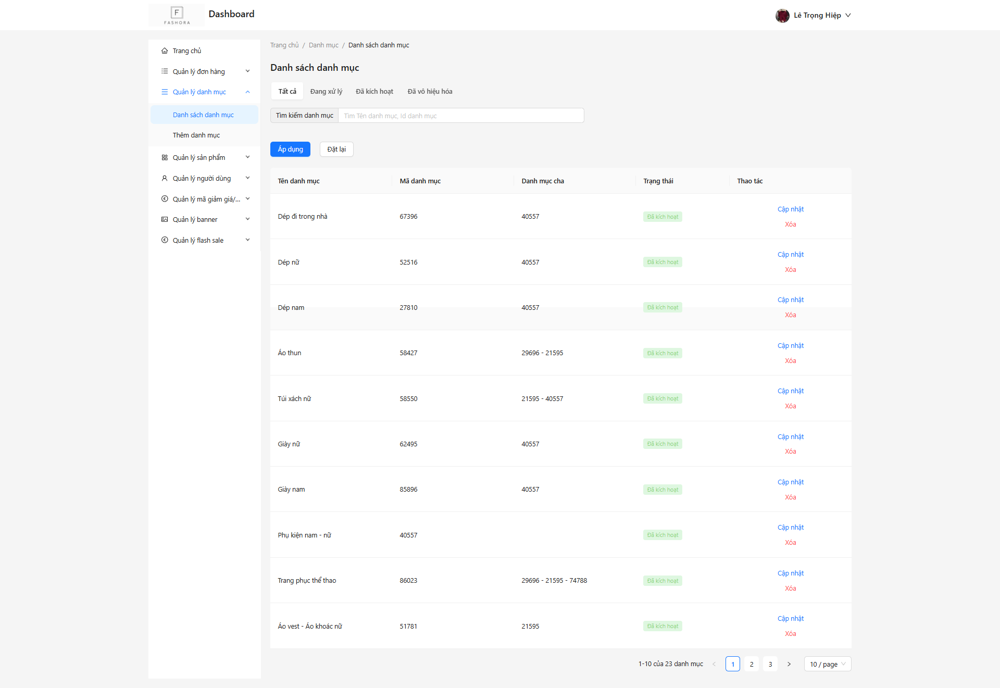 F
FASHORA
Dashboard
Lê Trọng Hiệp
Trang chủ
Quản lý đơn hàng
Quản lý danh mục
Danh sách danh mục
Thêm danh mục
Quản lý sản phẩm
Quản lý người dùng
Quản lý mã giảm giá/...
Quản lý banner
Quản lý flash sale
Trang chủ / Danh mục / Danh sách danh mục
Danh sách danh mục
Tất cả Đang xử lý Đã kích hoạt Đã vô hiệu hóa
Tìm kiếm danh mục Tìm Tên danh mục, Id danh mục
Áp dụng Đặt lại
Tên danh mục Mã danh mục Danh mục cha Trạng thái Thao tác
Dép đi trong nhà 67396 40557 Đã kích hoạt Cập nhật
Xóa
Dép nữ 52516 40557 Đã kích hoạt Cập nhật
Xóa
Dép nam 27810 40557 Đã kích hoạt Cập nhật
Xóa
Áo thun 58427 29696 - 21595 Đã kích hoạt Cập nhật
Xóa
Túi xách nữ 58550 21595 - 40557 Đã kích hoạt Cập nhật
Xóa
Giày nữ 62495 40557 Đã kích hoạt Cập nhật
Xóa
Giày nam 85896 40557 Đã kích hoạt Cập nhật
Xóa
Phụ kiện nam - nữ 40557 Đã kích hoạt Cập nhật
Xóa
Trang phục thể thao 86023 29696 - 21595 - 74788 Đã kích hoạt Cập nhật
Xóa
Áo vest - Áo khoác nữ 51781 21595 Đã kích hoạt Cập nhật
Xóa
1-10 của 23 danh mục < 1 2 3 > 10 / page